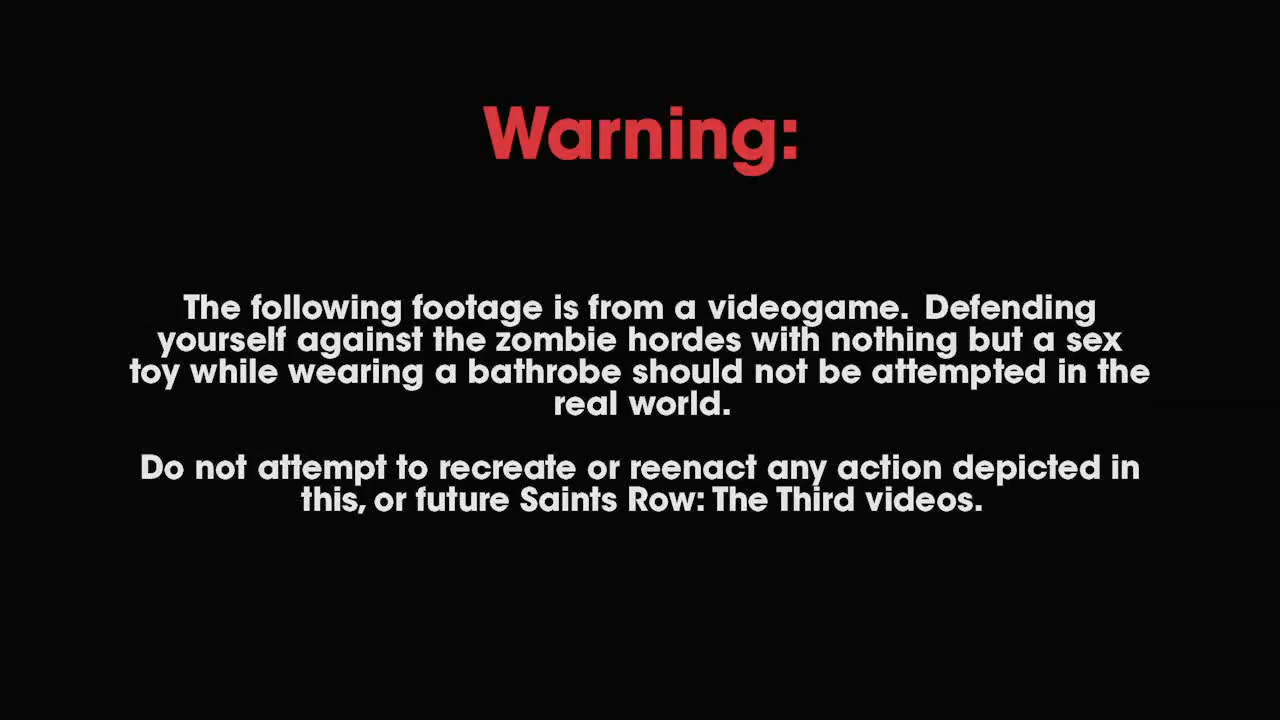 Warning:
The following footage is from a videogame. Defending
yourself against the zombie hordes with nothing but a sex
toy while wearing a bathrobe should not be attempted in the
real world.
Do not attempt to recreate or reenact any action depicted in
this, or future Saints Row: The Third videos.